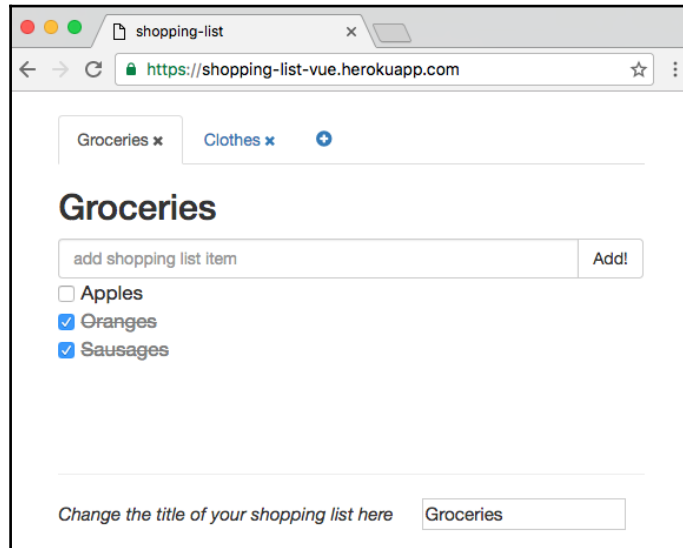 shopping-list
https://shopping-list-vue.herokuapp.com
Groceries Clothes
Groceries
add shopping list item Add!
Apples
Oranges
Sausages
Change the title of your shopping list here Groceries